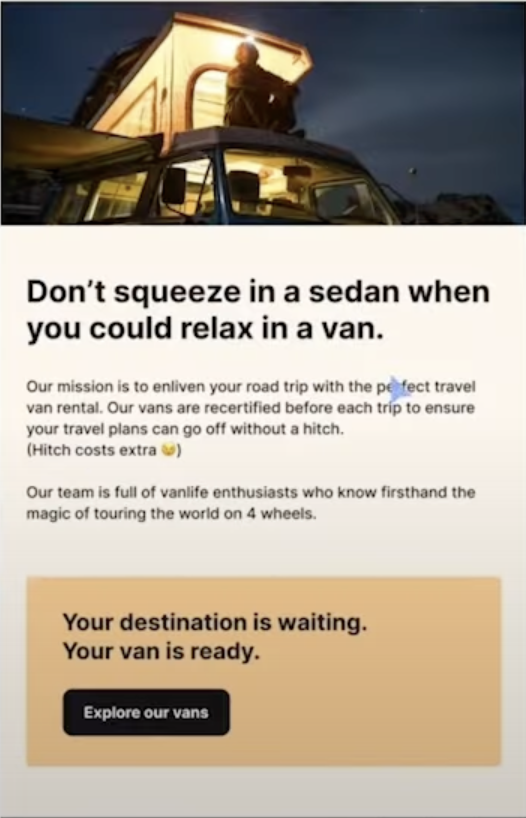 Don’t squeeze in a sedan when
you could relax in a van.
Our mission is to enliven your road trip with the perfect travel
van rental. Our vans are recertified before each trip to ensure
your travel plans can go off without a hitch.
(Hitch costs extra 😉)
Our team is full of vanlife enthusiasts who know firsthand the
magic of touring the world on 4 wheels.
Your destination is waiting.
Your van is ready.
Explore our vans